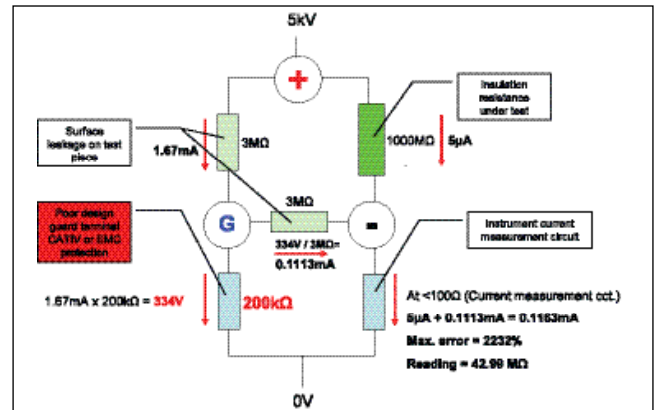 5kV
+
Insulation
resistance
under test
Surface
leakage on test
piece
1.67mA
3MΩ
1000MΩ
5µA
3MΩ
G
-
Poor design
guard terminal
CATIV or EMC
protection
334V / 3MΩ=
0.1113mA
Instrument current
measurement circuit
1.67mA x 200kΩ = 334V
200kΩ
At <100Ω (Current measurement cct.)
5µA + 0.1113mA = 0.1163mA
Max. error = 2232%
Reading = 42.99 MΩ
0V